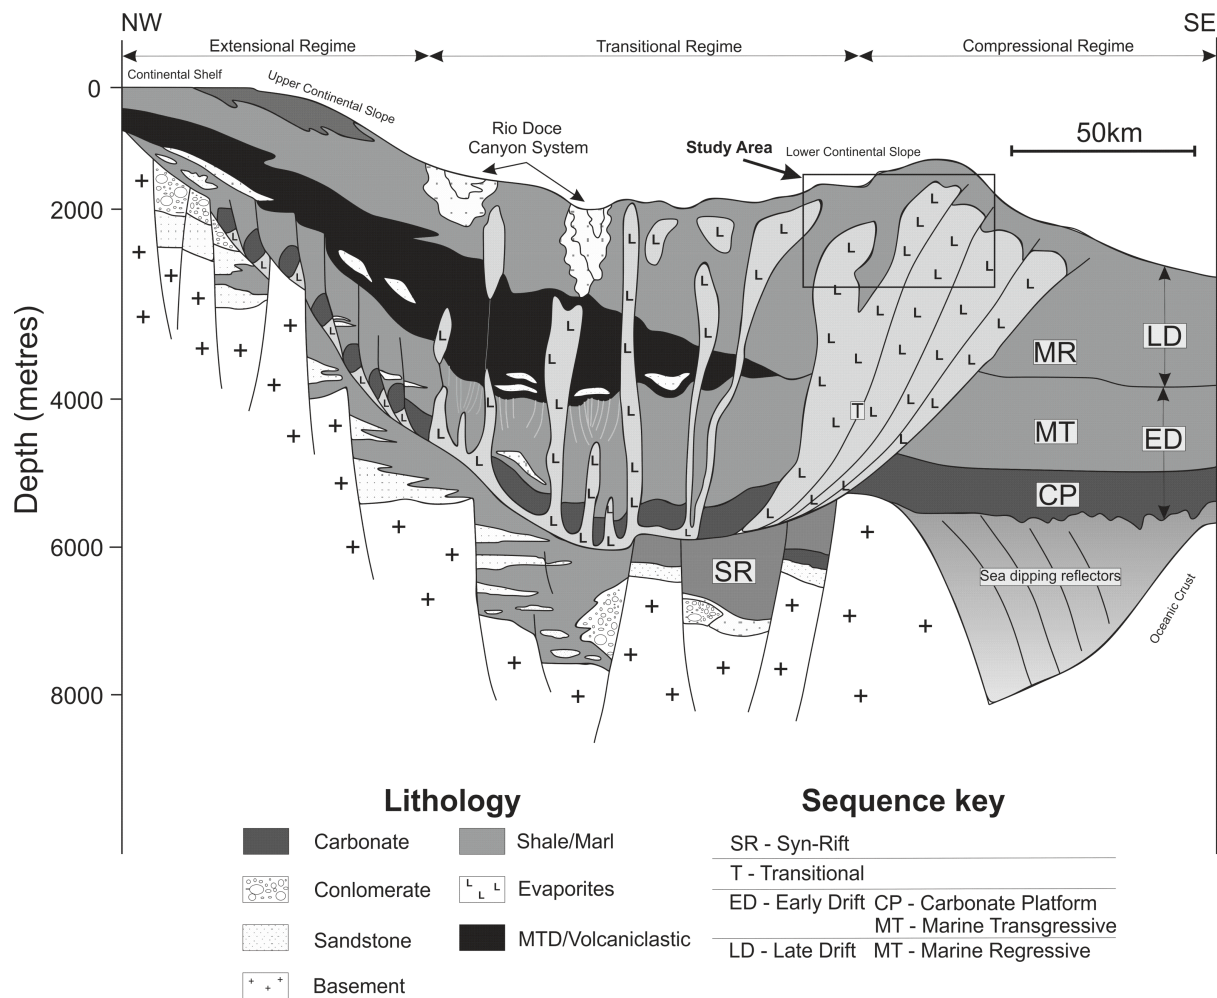 NW
SE
Extensional Regime
Transitional Regime
Compressional Regime
Continental Shelf
Upper Continental Slope
Rio Doce
Canyon System
Study Area
Lower Continental Slope
50km
Depth (metres)
0
2000
4000
6000
8000
MR
LD
MT
ED
CP
T
SR
Sea dipping reflectors
Oceanic Crust
Lithology
Carbonate
Shale/Marl
Conlomerate
Evaporites
L L L
Sandstone
MTD/Volcaniclastic
Basement
Sequence key
SR - Syn-Rift
T - Transitional
ED - Early Drift CP - Carbonate Platform
MT - Marine Transgressive
LD - Late Drift MT - Marine Regressive